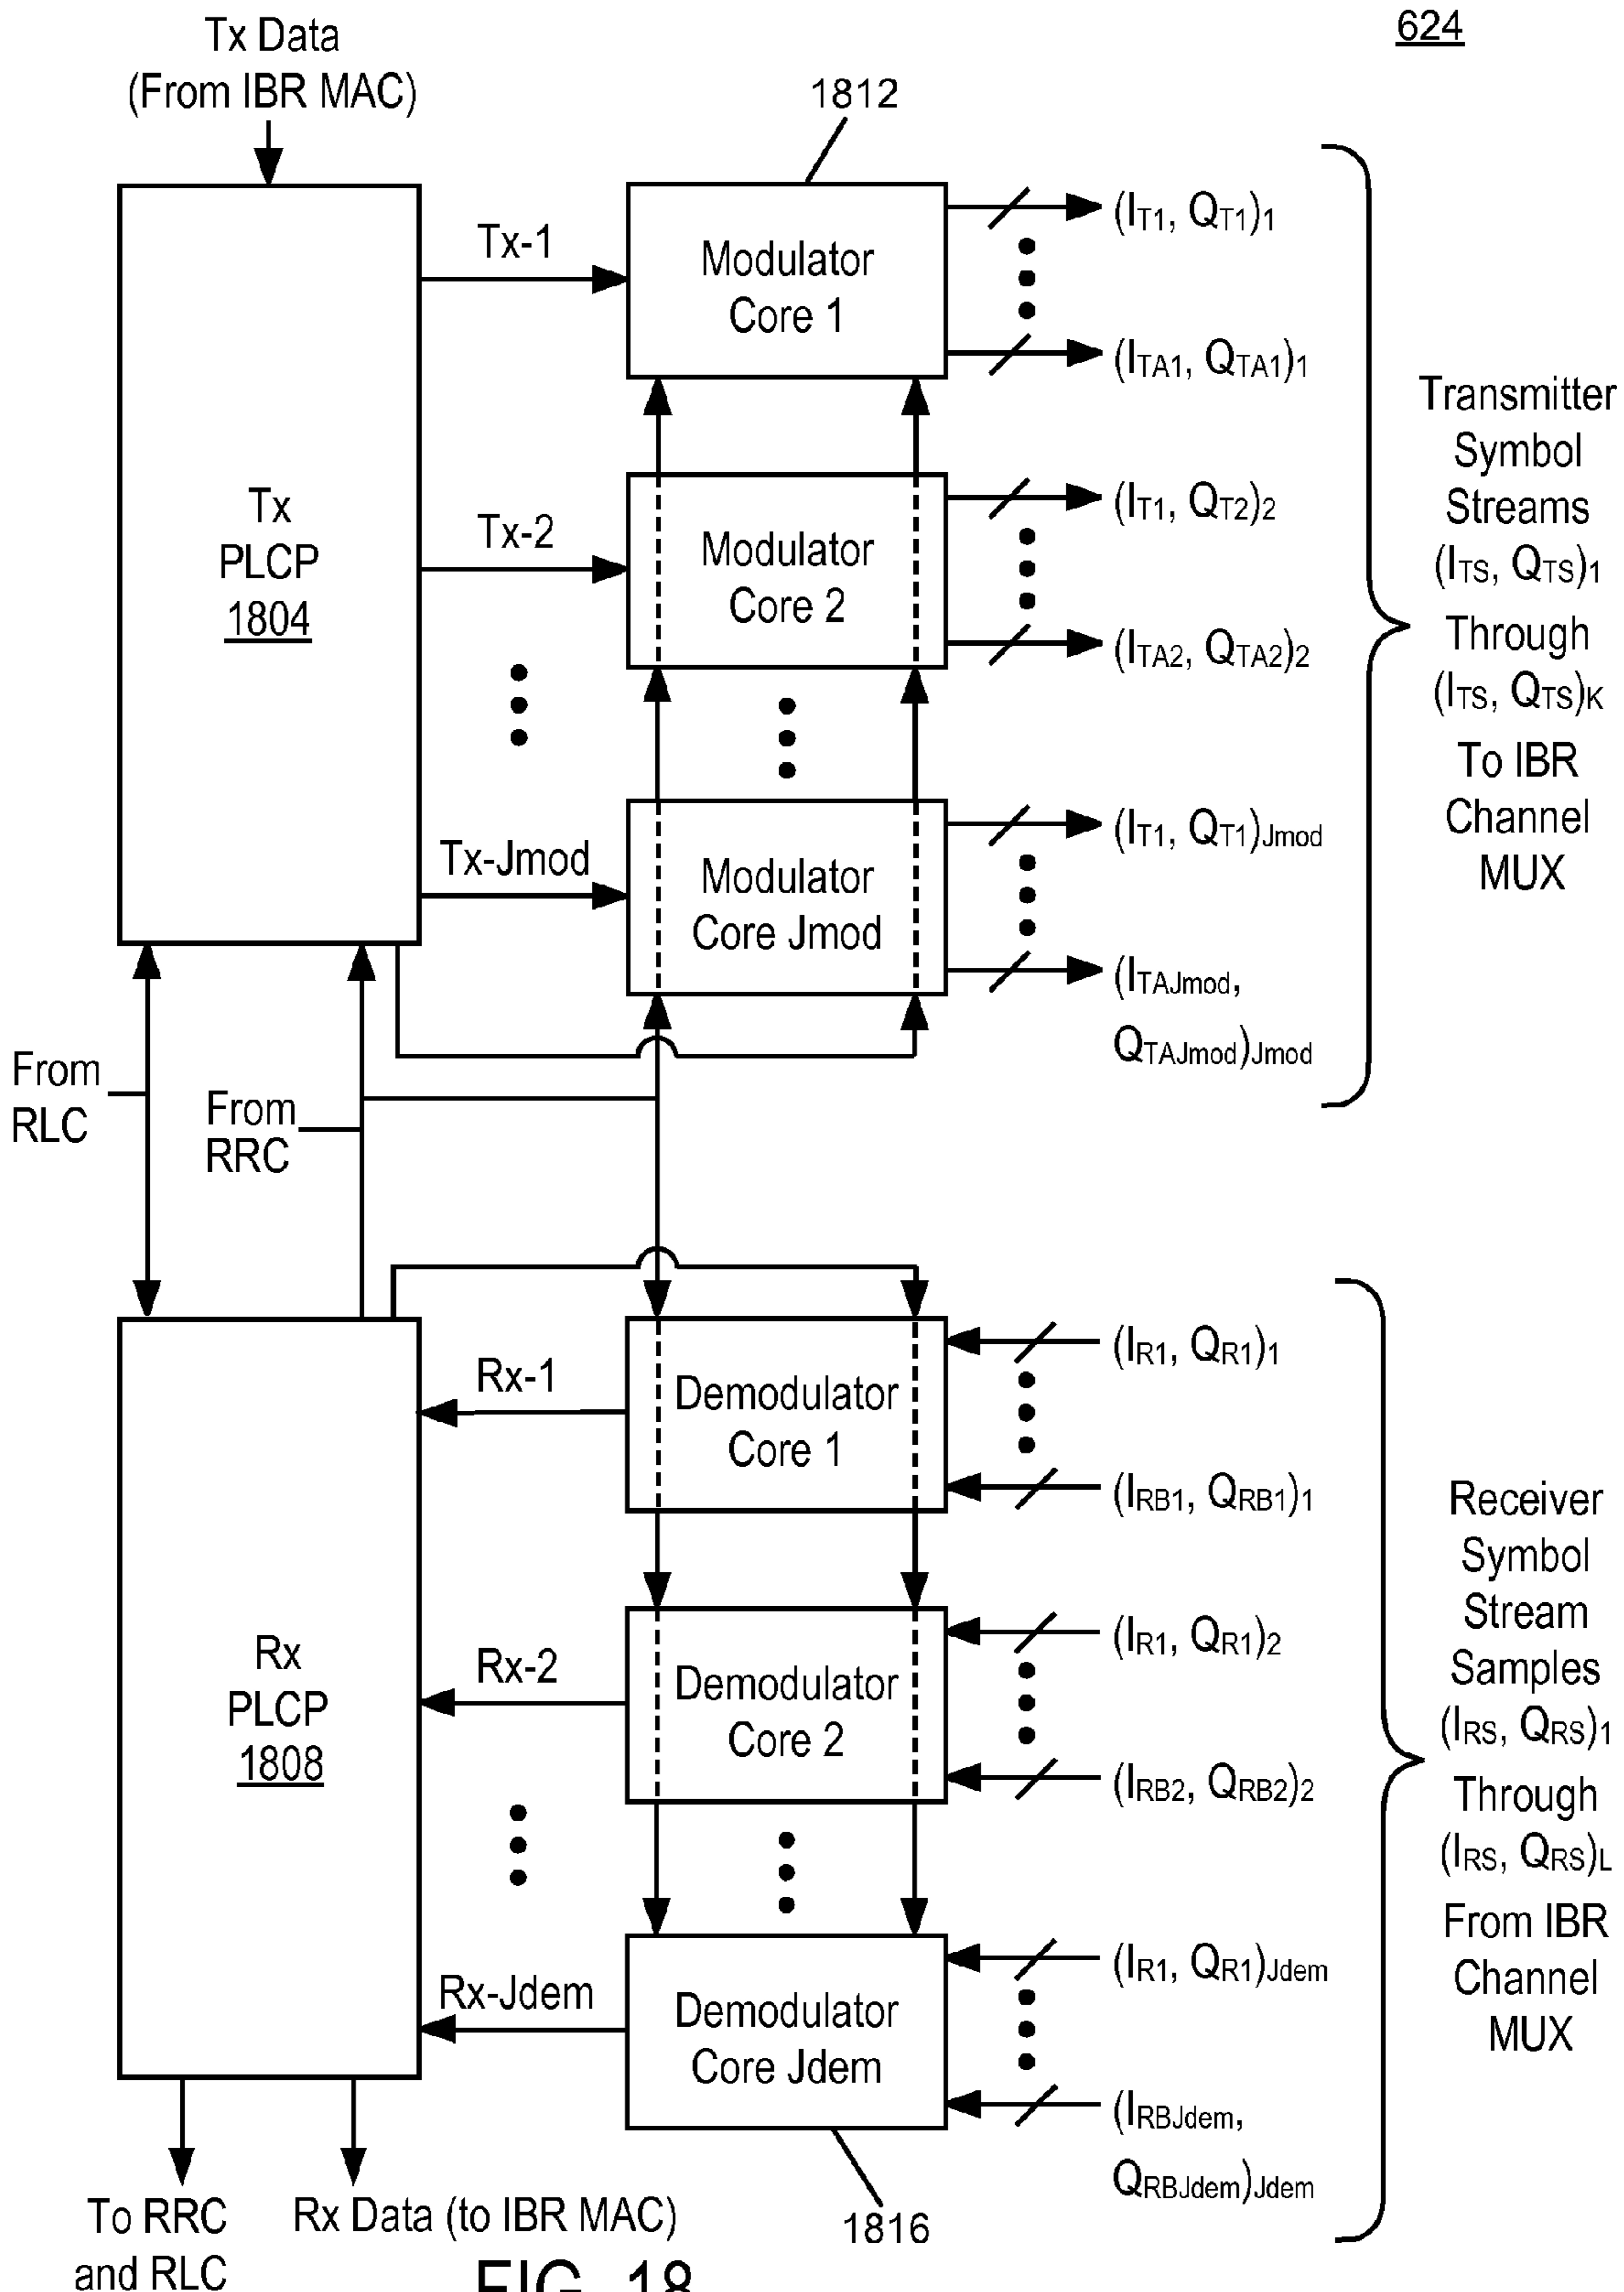 624
Tx Data
(From IBR MAC)
1812
Tx
PLCP
1804
Tx-1
Tx-2
Tx-Jmod
Modulator
Core 1
Modulator
Core 2
Modulator
Core Jmod
(IT1, QT1)1
(ITA1, QTA1)1
(IT1, QT2)2
(ITA2, QTA2)2
(IT1, QT1)Jmod
(ITAJmod,
QTAJmod)Jmod
Transmitter
Symbol
Streams
(ITS, QTS)1
Through
(ITS, QTS)K
To IBR
Channel
MUX
From
RLC
From
RRC
Rx
PLCP
1808
Rx-1
Rx-2
Rx-Jdem
Demodulator
Core 1
Demodulator
Core 2
Demodulator
Core Jdem
(IR1, QR1)1
(IRB1, QRB1)1
(IR1, QR1)2
(IRB2, QRB2)2
(IR1, QR1)Jdem
(IRBJdem,
QRBJdem)Jdem
Receiver
Symbol
Stream
Samples
(IRS, QRS)1
Through
(IRS, QRS)L
From IBR
Channel
MUX
1816
To RRC
and RLC
Rx Data (to IBR MAC)
FIG. 18